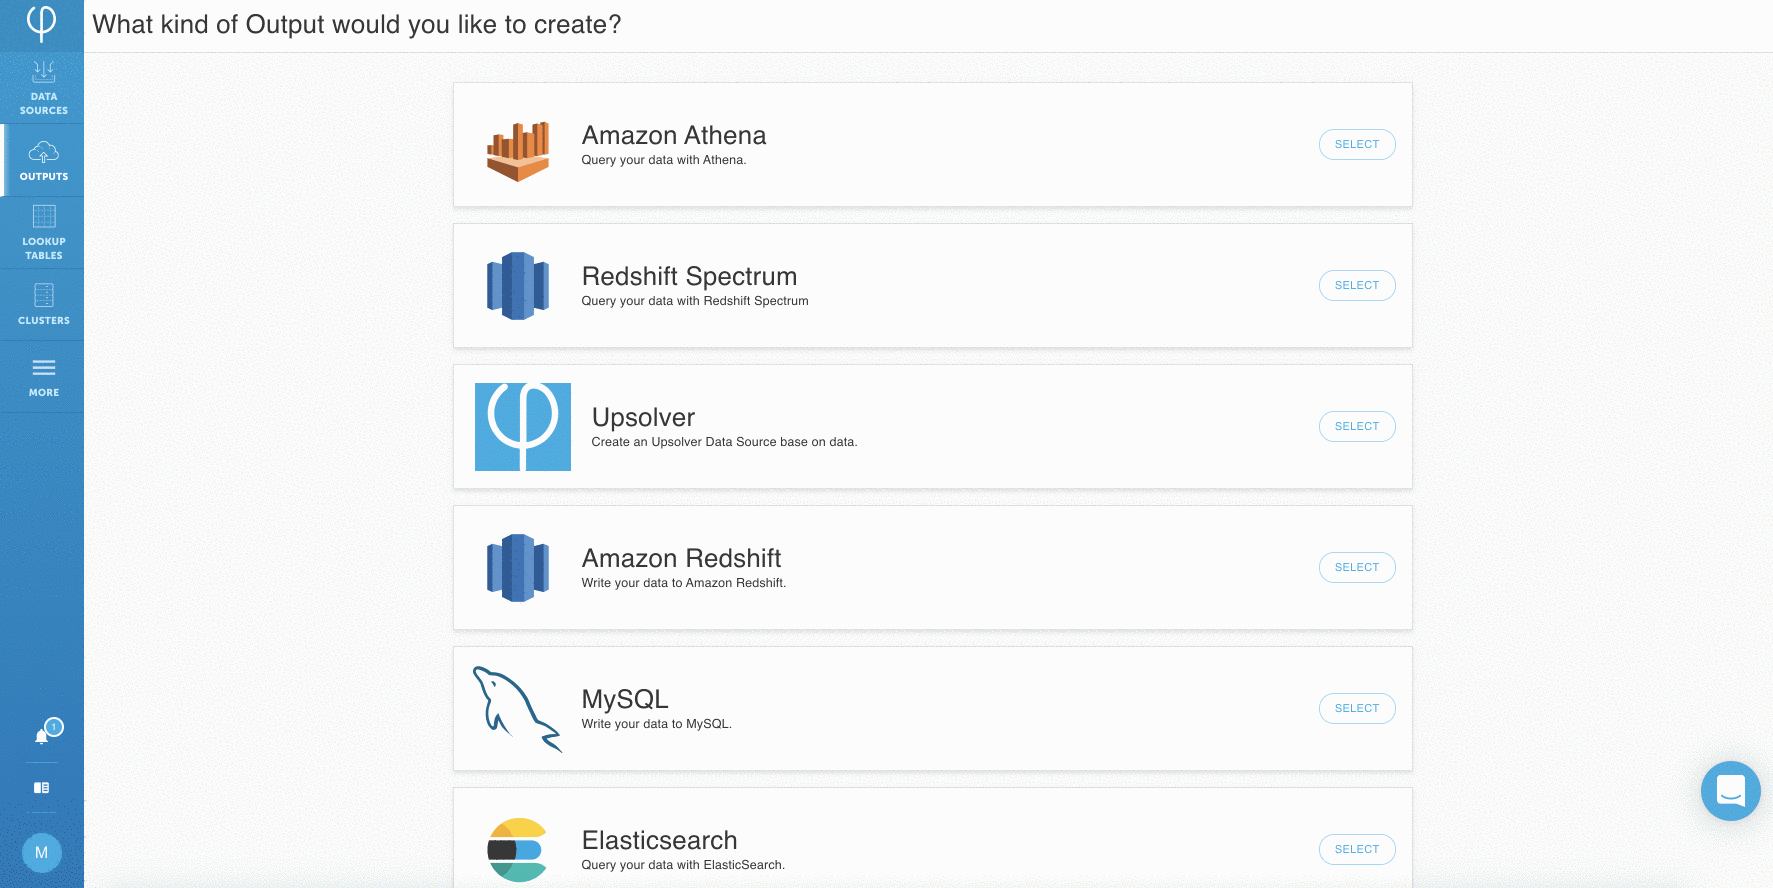 What kind of Output would you like to create?
DATA
SOURCES
OUTPUTS
LOOKUP
TABLES
CLUSTERS
MORE
1
M
Amazon Athena
Query your data with Athena.
SELECT
Redshift Spectrum
Query your data with Redshift Spectrum
SELECT
Upsolver
Create an Upsolver Data Source base on data.
SELECT
Amazon Redshift
Write your data to Amazon Redshift.
SELECT
MySQL
Write your data to MySQL.
SELECT
Elasticsearch
Query your data with ElasticSearch.
SELECT